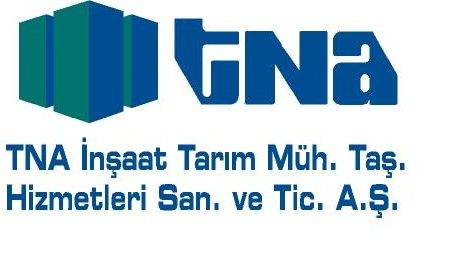 tna
TNA İnşaat Tarım Müh. Taş.
Hizmetleri San. ve Tic. A.Ş.